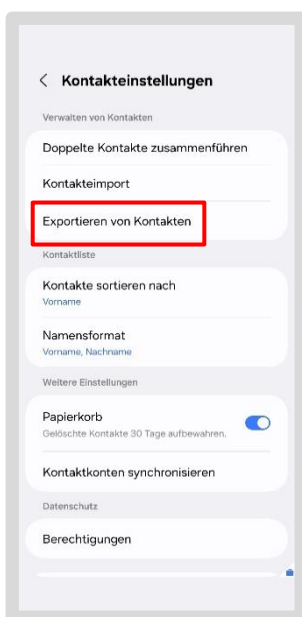 Kontakteinstellungen
Verwalten von Kontakten
Doppelte Kontakte zusammenführen
Kontakteimport
Exportieren von Kontakten
Kontaktliste
Kontakte sortieren nach
Vorname
Namensformat
Vorname, Nachname
Weitere Einstellungen
Papierkorb
Gelöschte Kontakte 30 Tage aufbewahren.
Kontaktkonten synchronisieren
Datenschutz
Berechtigungen